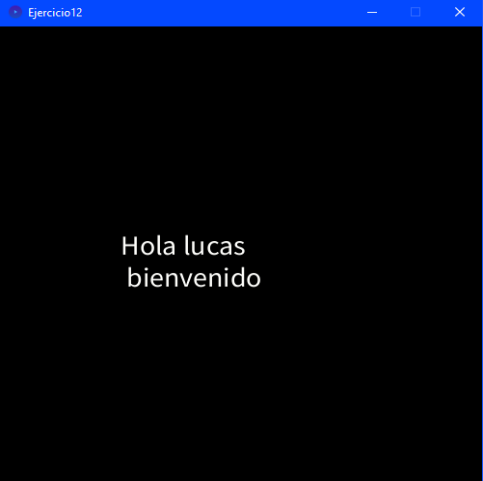 Ejercicio12
Hola lucas
bienvenido